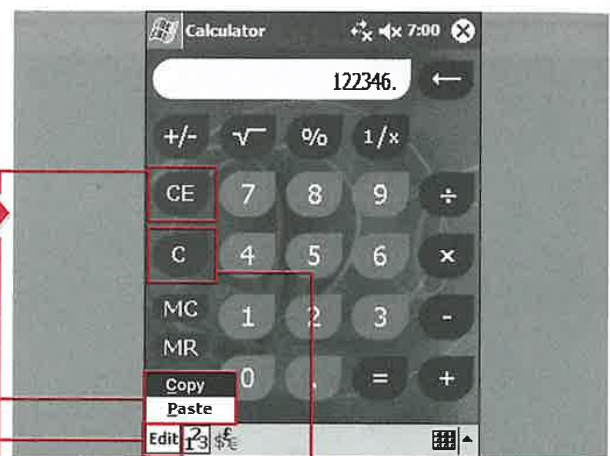 Calculator 7:00
122346.
+/- √ % 1/x
CE 7 8 9 ÷
C 4 5 6 ×
MC 1 2 3 -
MR
Copy 0 . = +
Paste
Edit 123 $£€